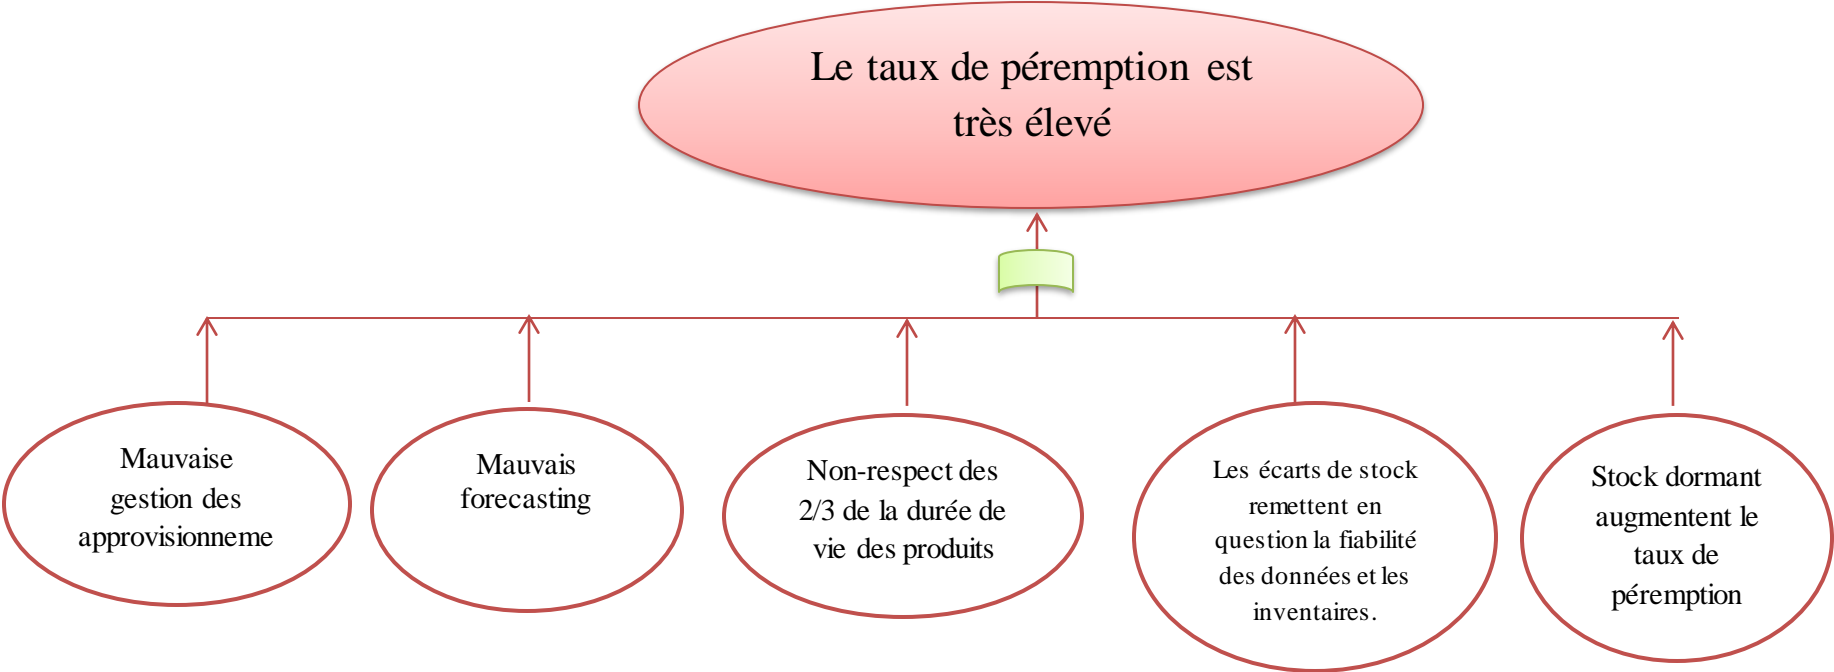 Le taux de péremption est
très élevé
Mauvaise
gestion des
approvisionneme
Mauvais
forecasting
Non-respect des
2/3 de la durée de
vie des produits
Les écarts de stock
remettent en
question la fiabilité
des données et les
inventaires.
Stock dormant
augmentent le
taux de
péremption